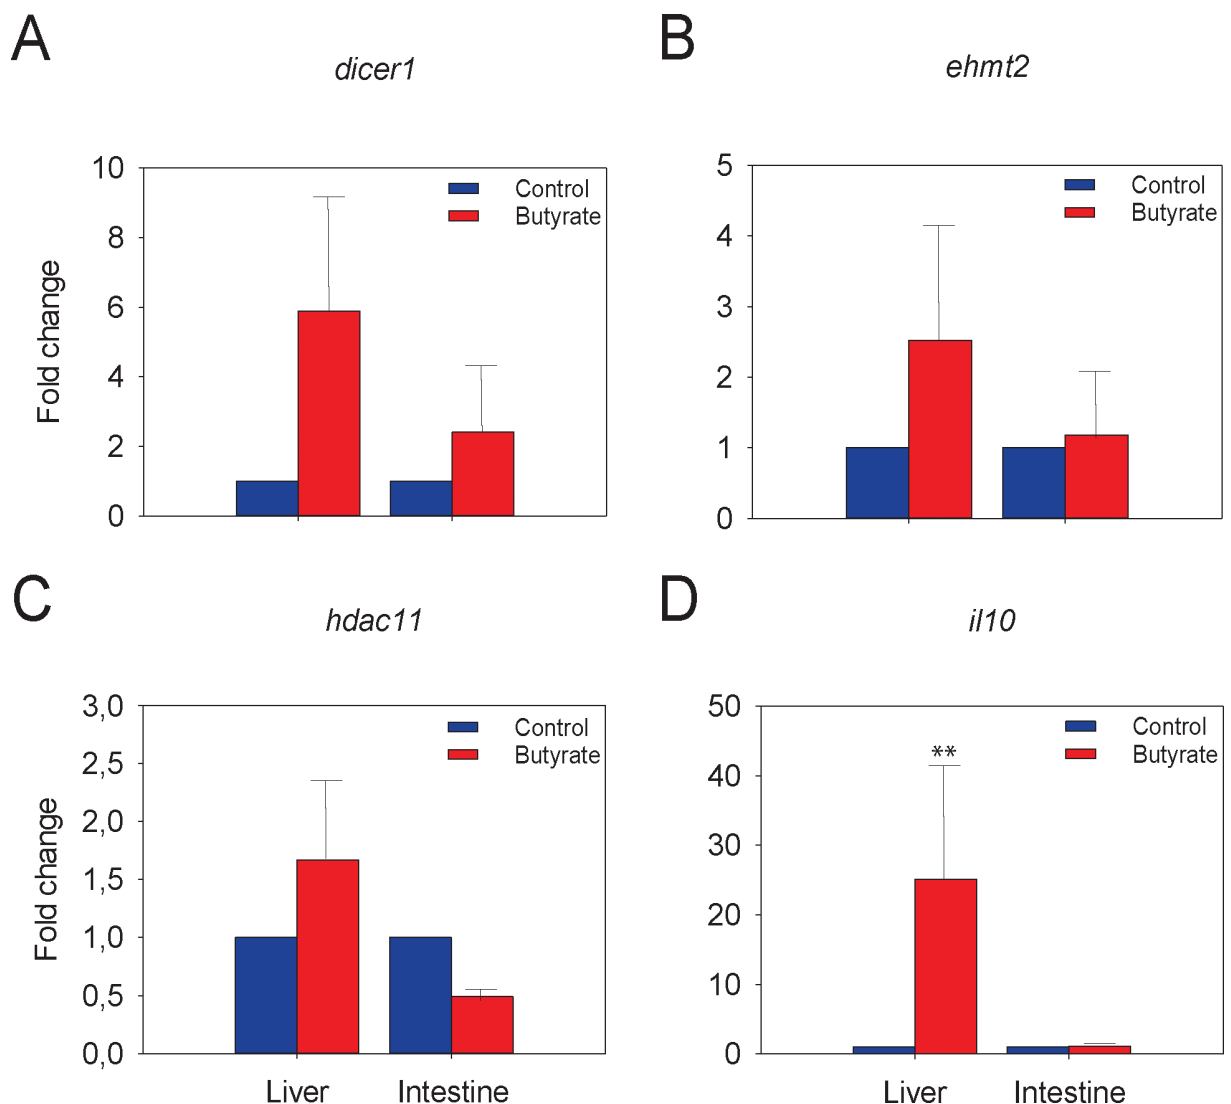 A
dicer1
10
8
6
4
2
0
Fold change
Control
Butyrate
B
ehmt2
5
4
3
2
1
0
Control
Butyrate
C
hdac11
3,0
2,5
2,0
1,5
1,0
0,5
0,0
Fold change
Control
Butyrate
Liver Intestine
D
il10
50
40
30
20
10
0
Control
Butyrate
**
Liver Intestine